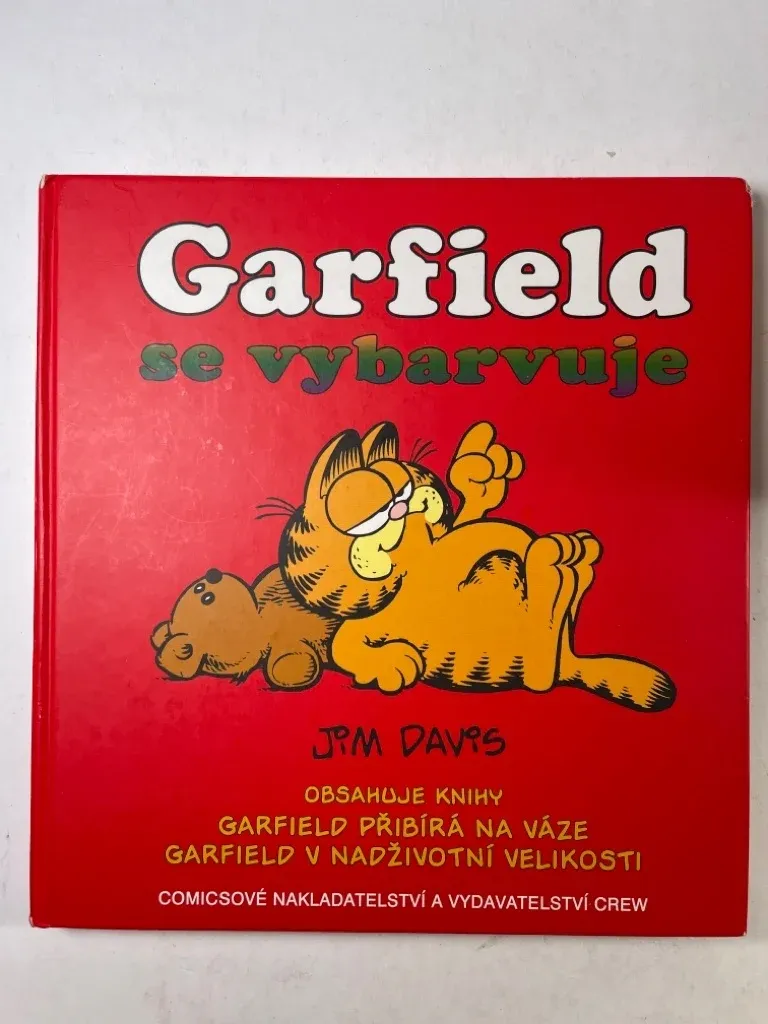 Garfield
se vybarvuje
JIM DAVIS
OBSAHUJE KNIHY
GARFIELD PŘIBÍRÁ NA VÁZE
GARFIELD V NADŽIVOTNÍ VELIKOSTI
COMICSOVÉ NAKLADATELSTVÍ A VYDAVATELSTVÍ CREW